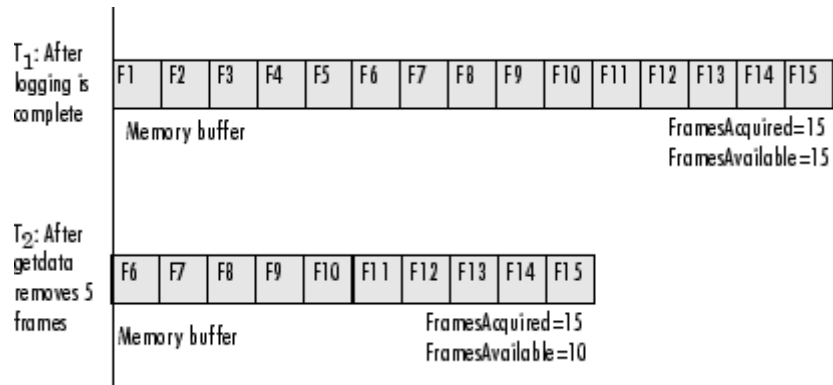 T1: After
logging is
complete
F1 F2 F3 F4 F5 F6 F7 F8 F9 F10 F11 F12 F13 F14 F15
Memory buffer
FramesAcquired=15
FramesAvailable=15
T2: After
getdata
removes 5
frames
F6 F7 F8 F9 F10 F11 F12 F13 F14 F15
Memory buffer
FramesAcquired=15
FramesAvailable=10